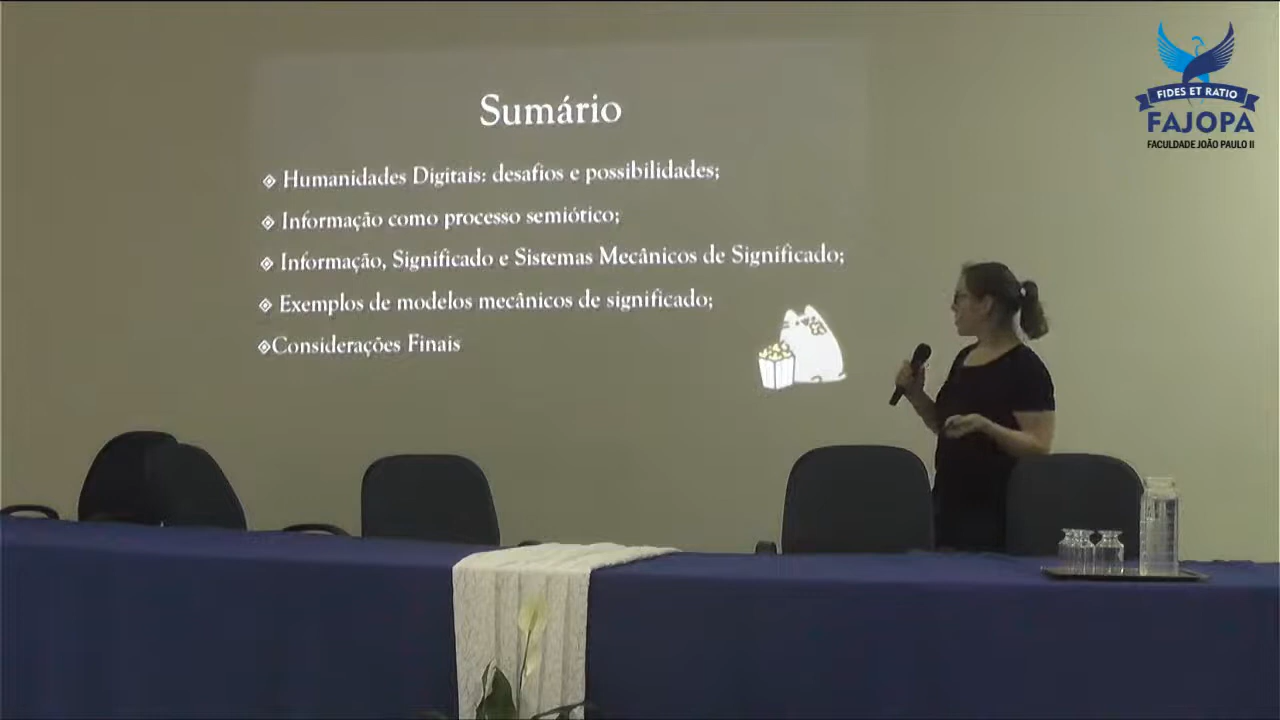 Sumário
Humanidades Digitais: desafios e possibilidades;
Informação como processo semiótico;
Informação, Significado e Sistemas Mecânicos de Significado;
Exemplos de modelos mecânicos de significado;
Considerações Finais
FIDES ET RATIO
FAJOPA
FACULDADE JOÃO PAULO II